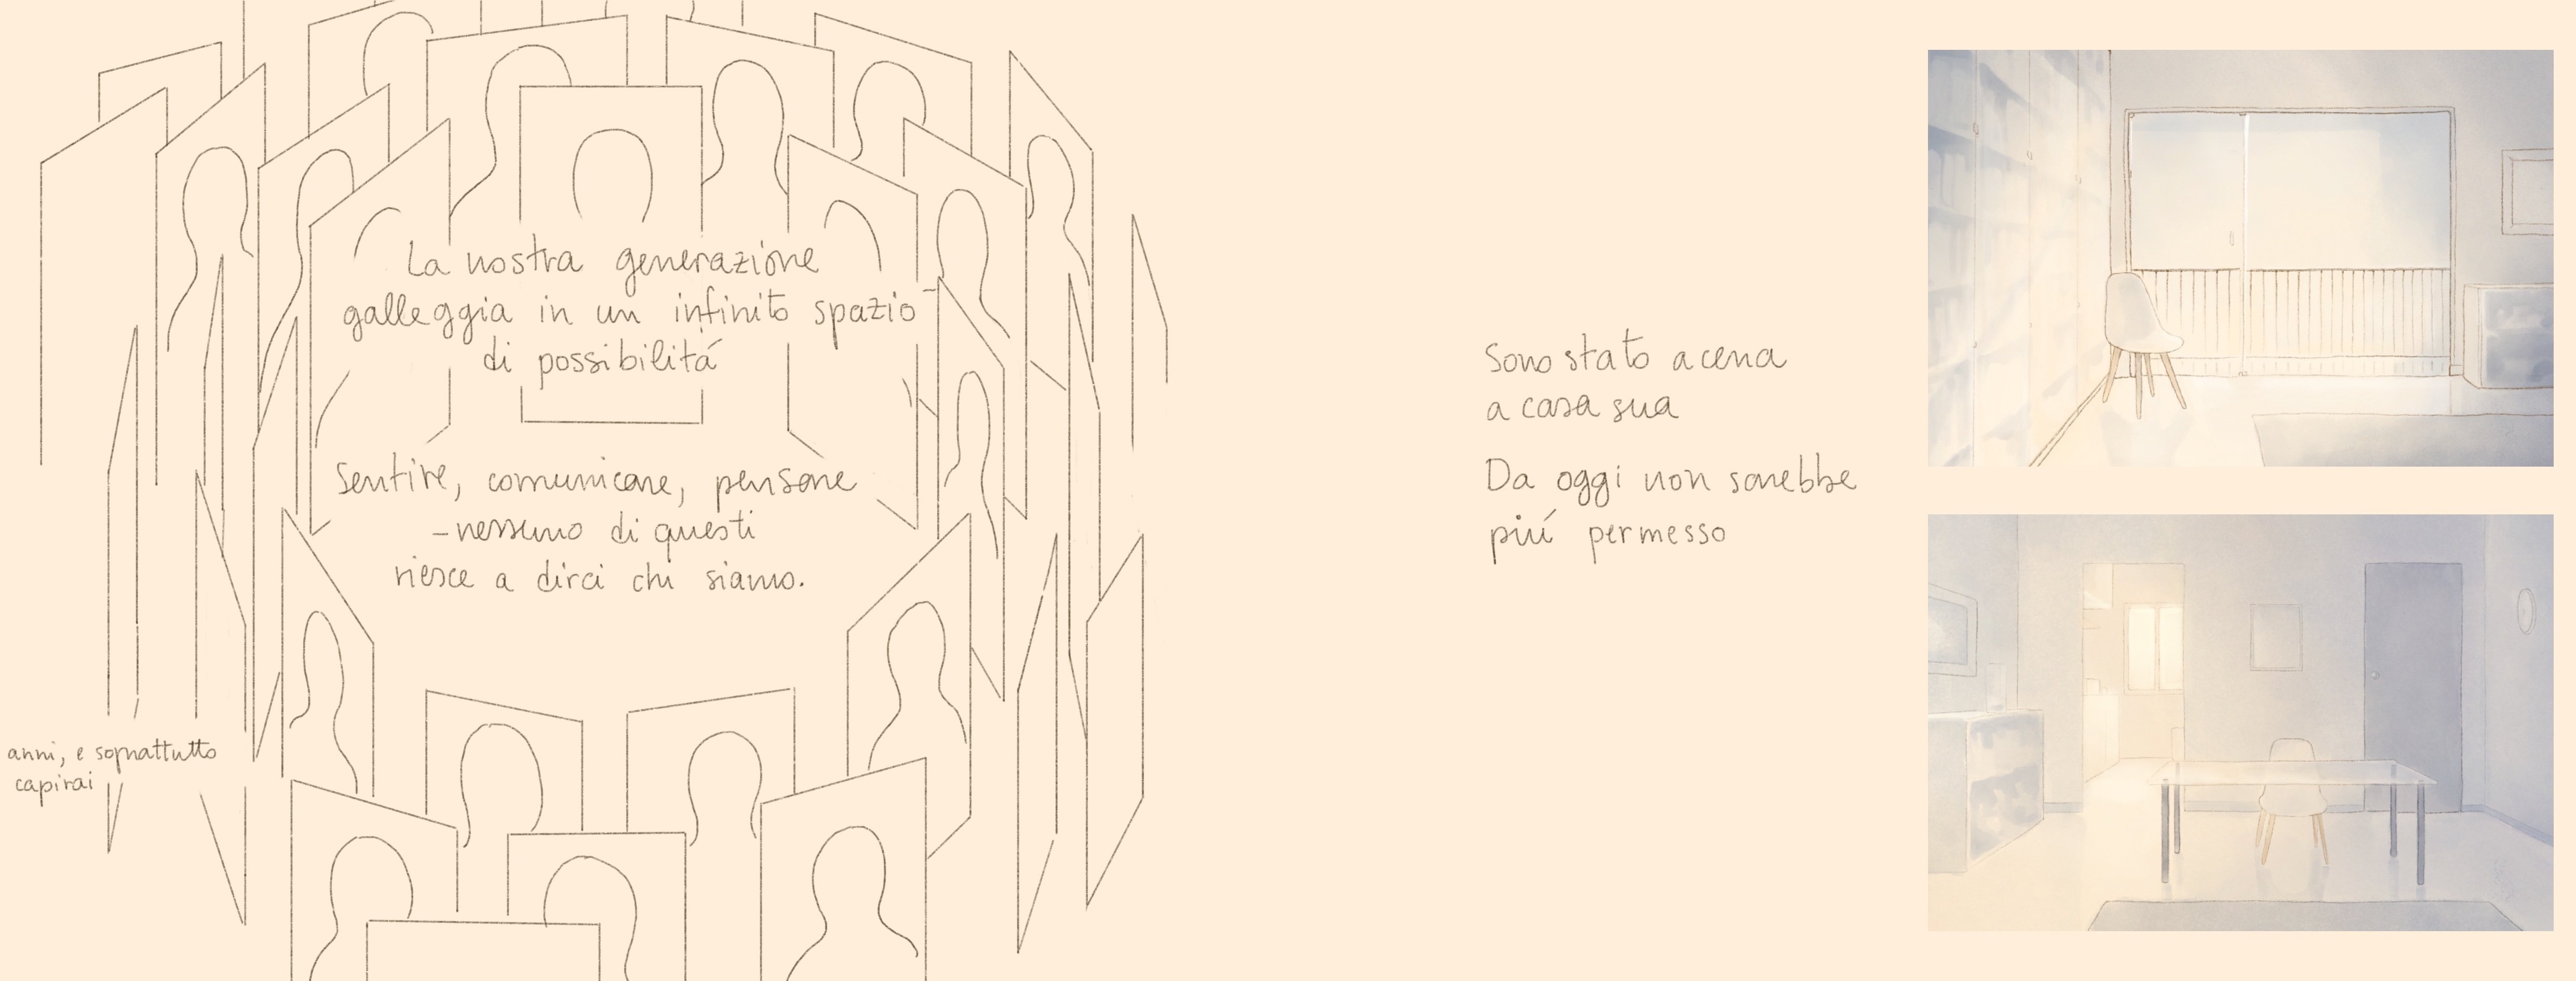 La nostra generazione
galleggia in un infinito spazio
di possibilitá
Sentire, comunicare, pensare
- nessuno di questi
riesce a dirci chi siamo.
anni, e soprattutto
capirai
Sono stato a cena
a casa sua
Da oggi non sarebbe
piú permesso